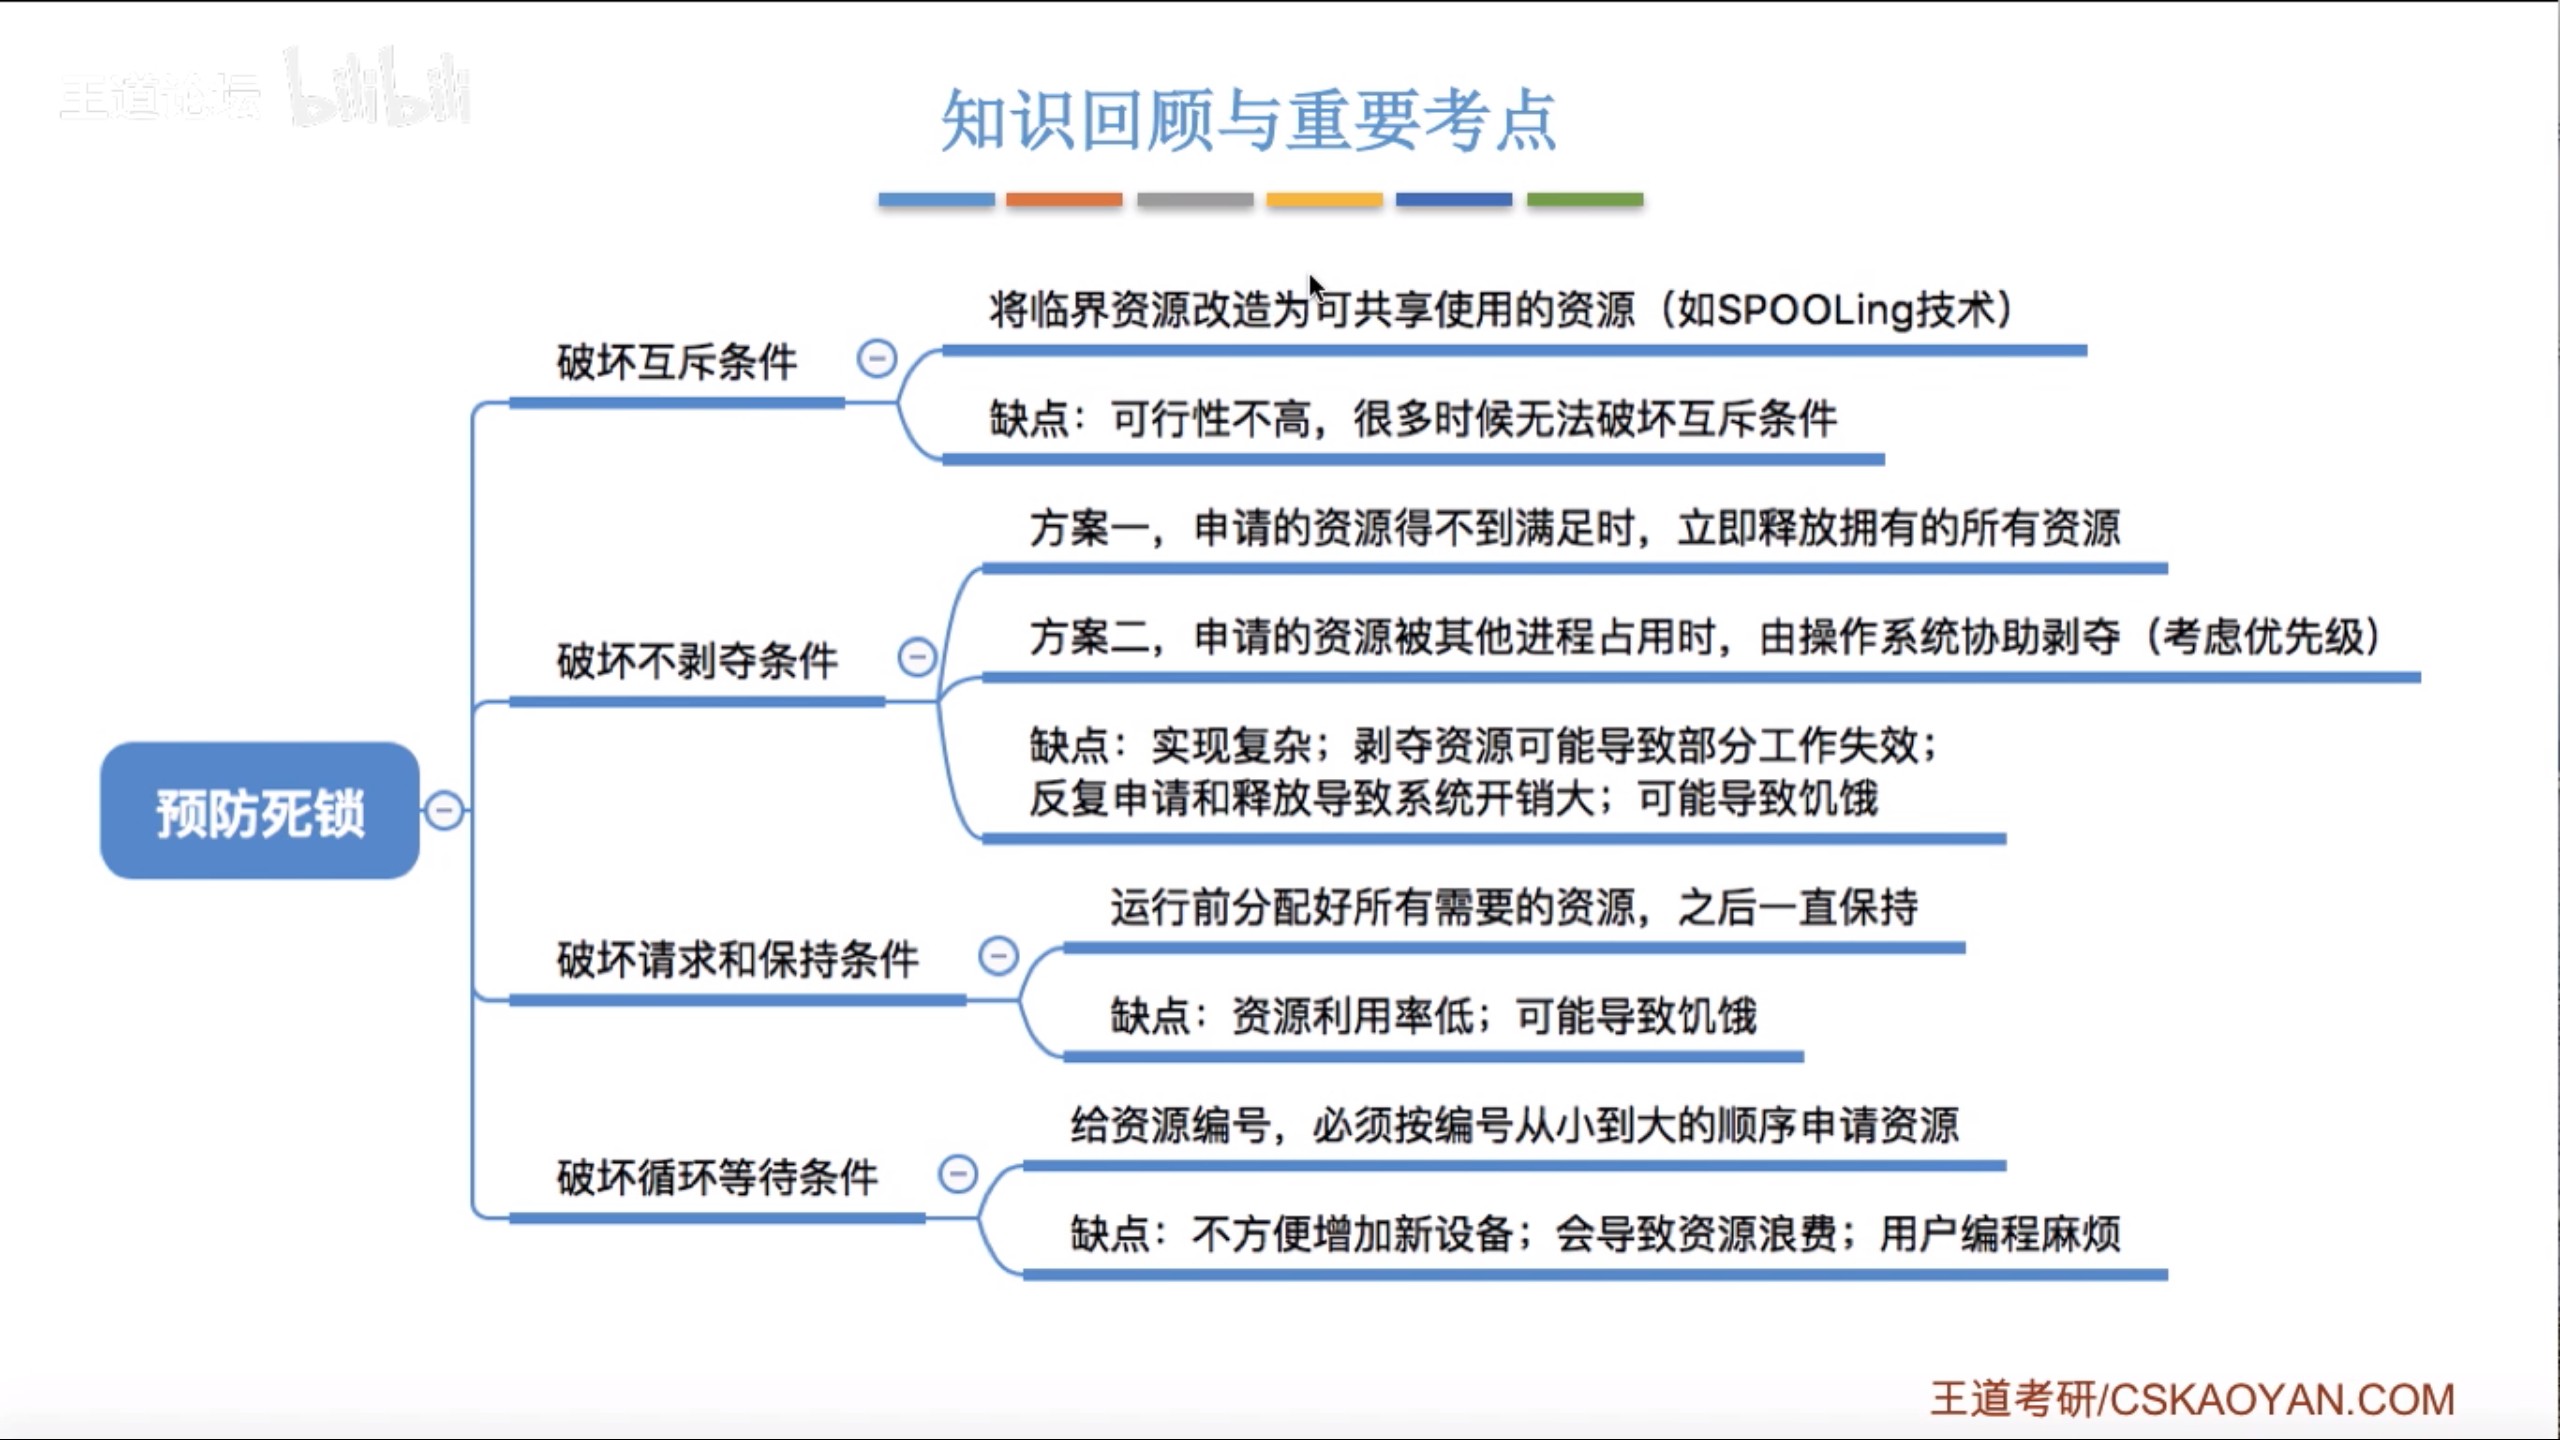 王道论坛 bilibili
知识回顾与重要考点
将临界资源改造为可共享使用的资源（如SPOOLing技术）
破坏互斥条件
缺点：可行性不高，很多时候无法破坏互斥条件
方案一，申请的资源得不到满足时，立即释放拥有的所有资源
方案二，申请的资源被其他进程占用时，由操作系统协助剥夺（考虑优先级）
破坏不剥夺条件
缺点：实现复杂；剥夺资源可能导致部分工作失效；
反复申请和释放导致系统开销大；可能导致饥饿
预防死锁
运行前分配好所有需要的资源，之后一直保持
破坏请求和保持条件
缺点：资源利用率低；可能导致饥饿
给资源编号，必须按编号从小到大的顺序申请资源
破坏循环等待条件
缺点：不方便增加新设备；会导致资源浪费；用户编程麻烦
王道考研/CSKAOYAN.COM